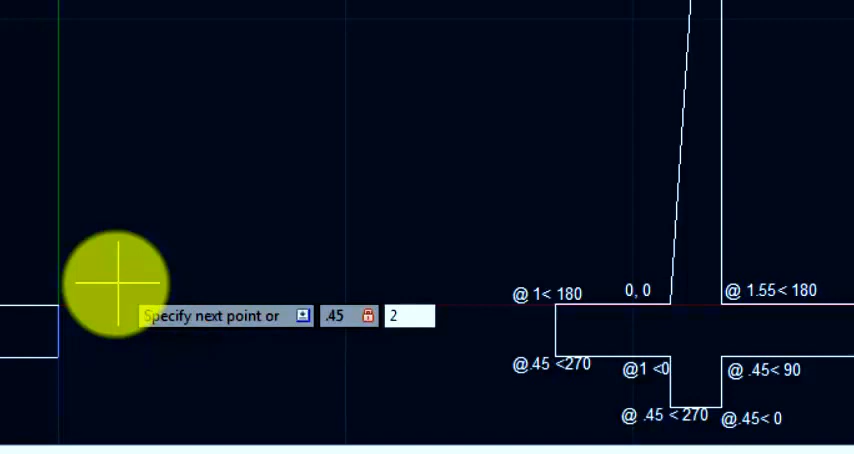 @ 1< 180
0, 0
@ 1.55< 180
Specify next point or
.45
2
@.45 <270
@1 <0
@ .45< 90
@ .45 < 270
@.45< 0